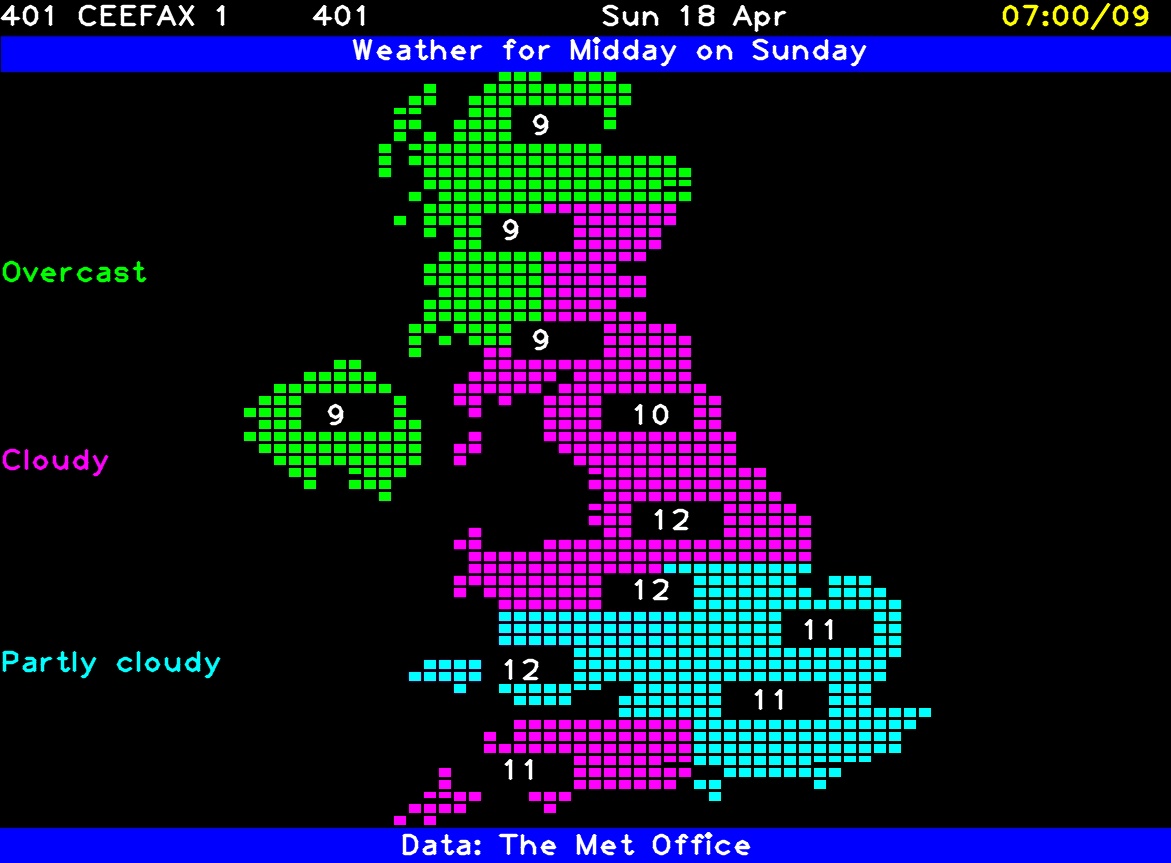 401 CEEFAX 1 401 Sun 18 Apr 07:00/09
Weather for Midday on Sunday
9
9
Overcast
9
9
10
Cloudy
12
12
11
Partly cloudy
12
11
11
Data: The Met Office